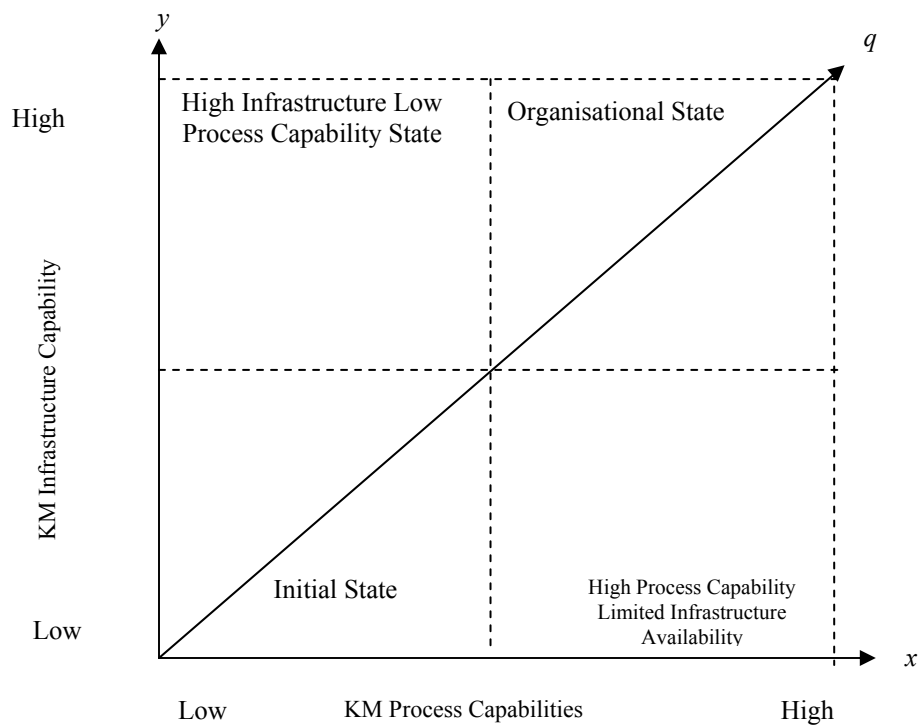 y
q
High
High Infrastructure Low
Process Capability State
Organisational State
KM Infrastructure Capability
Initial State
High Process Capability
Limited Infrastructure
Availability
Low
x
Low
KM Process Capabilities
High